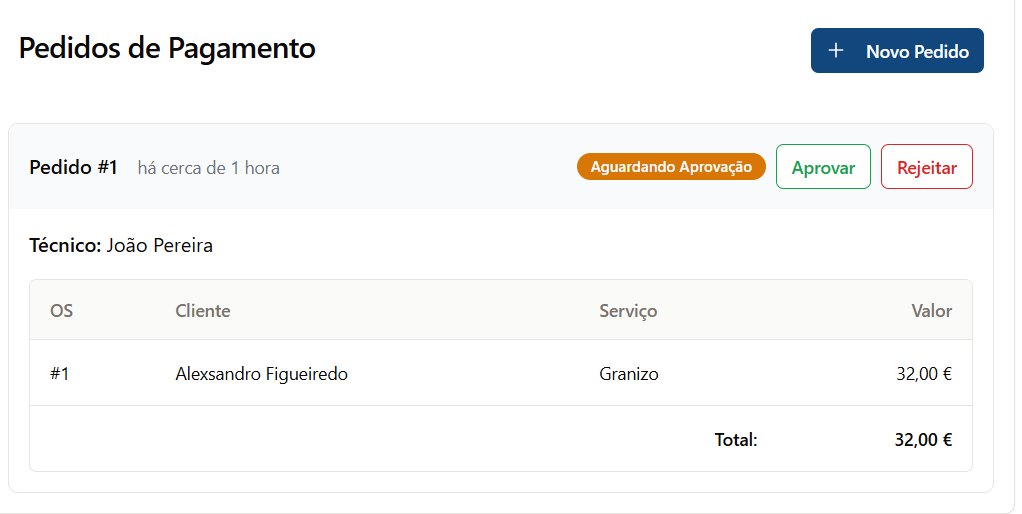 Pedidos de Pagamento
+ Novo Pedido
Pedido #1 há cerca de 1 hora Aguardando Aprovação Aprovar Rejeitar
Técnico: João Pereira
OS Cliente Serviço Valor
#1 Alexsandro Figueiredo Granizo 32,00 €
Total: 32,00 €